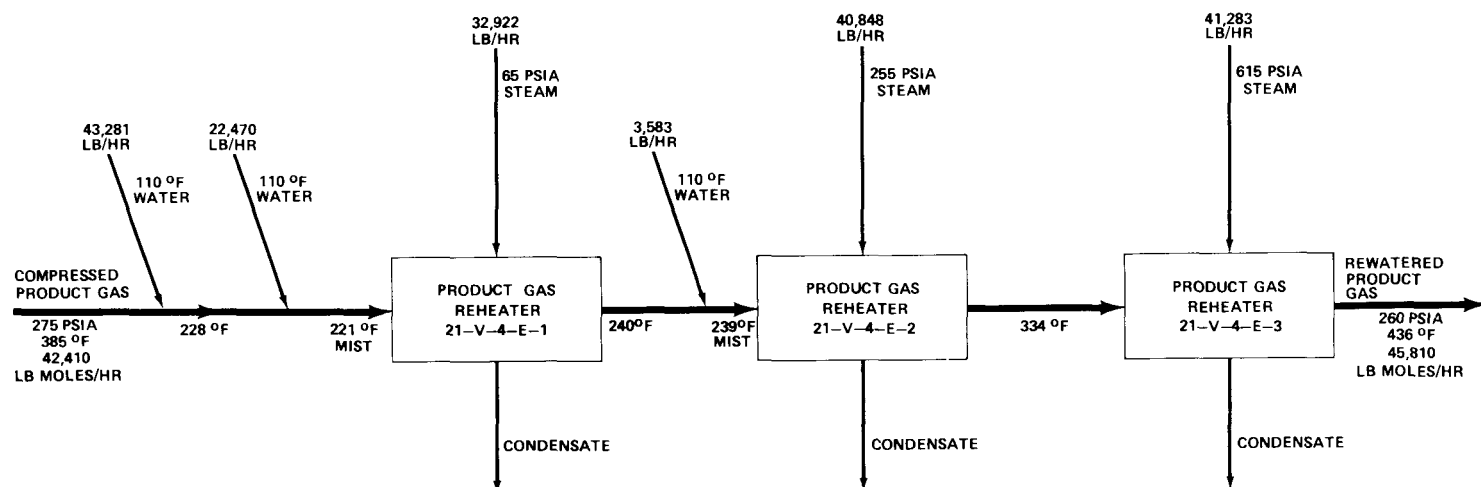 32,922
LB/HR
65 PSIA
STEAM
40,848
LB/HR
255 PSIA
STEAM
41,283
LB/HR
615 PSIA
STEAM
43,281
LB/HR
110 °F
WATER
22,470
LB/HR
110 °F
WATER
3,583
LB/HR
110 °F
WATER
COMPRESSED
PRODUCT GAS
275 PSIA
385 °F
42,410
LB MOLES/HR
228 °F
221 °F
MIST
PRODUCT GAS
REHEATER
21-V-4-E-1
240°F
239°F
MIST
PRODUCT GAS
REHEATER
21-V-4-E-2
334 °F
PRODUCT GAS
REHEATER
21-V-4-E-3
REWATERED
PRODUCT
GAS
260 PSIA
436 °F
45,810
LB MOLES/HR
CONDENSATE
CONDENSATE
CONDENSATE